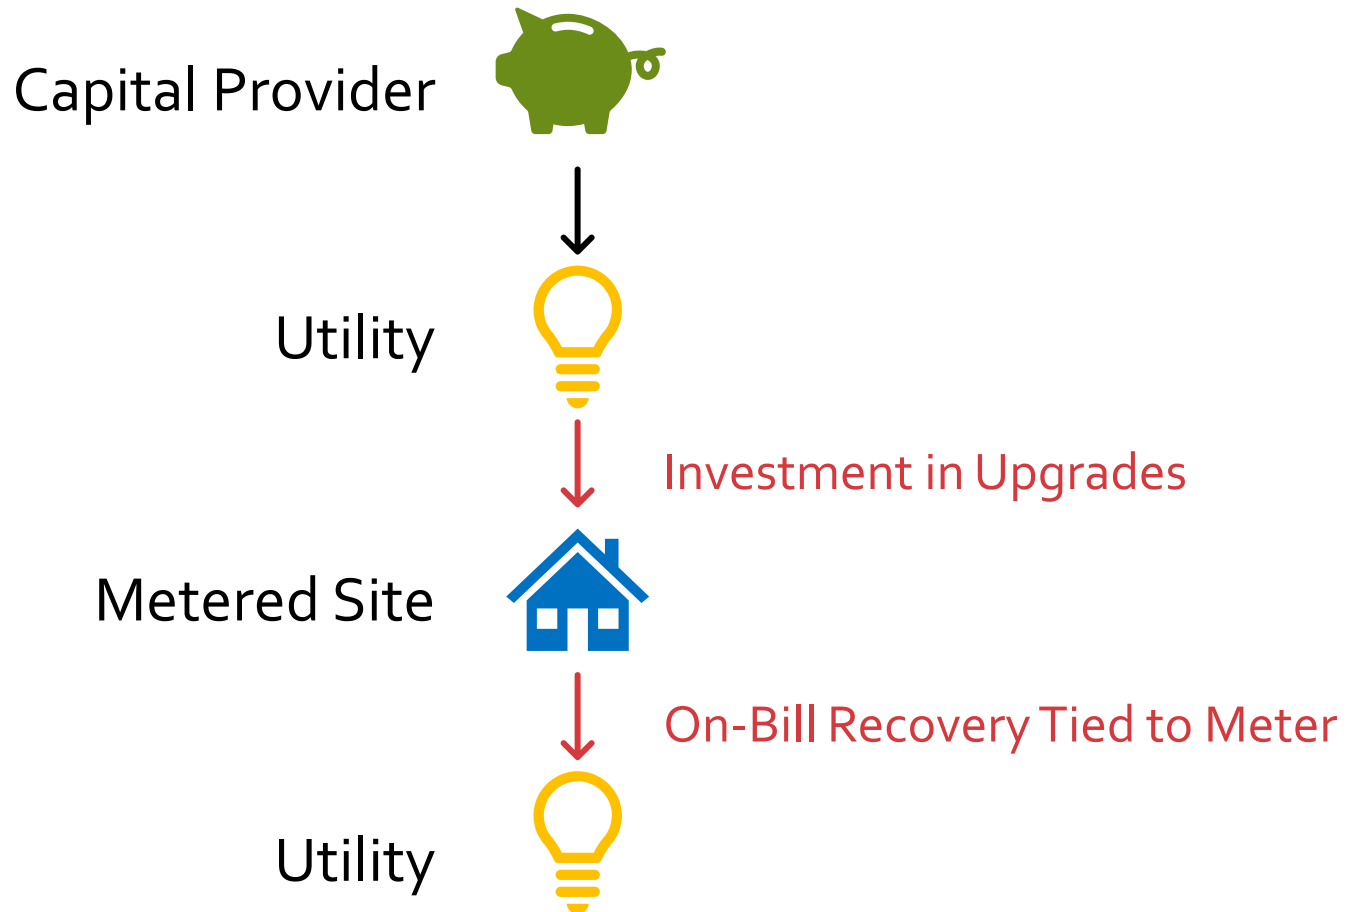 Capital Provider
Utility
Investment in Upgrades
Metered Site
On-Bill Recovery Tied to Meter
Utility